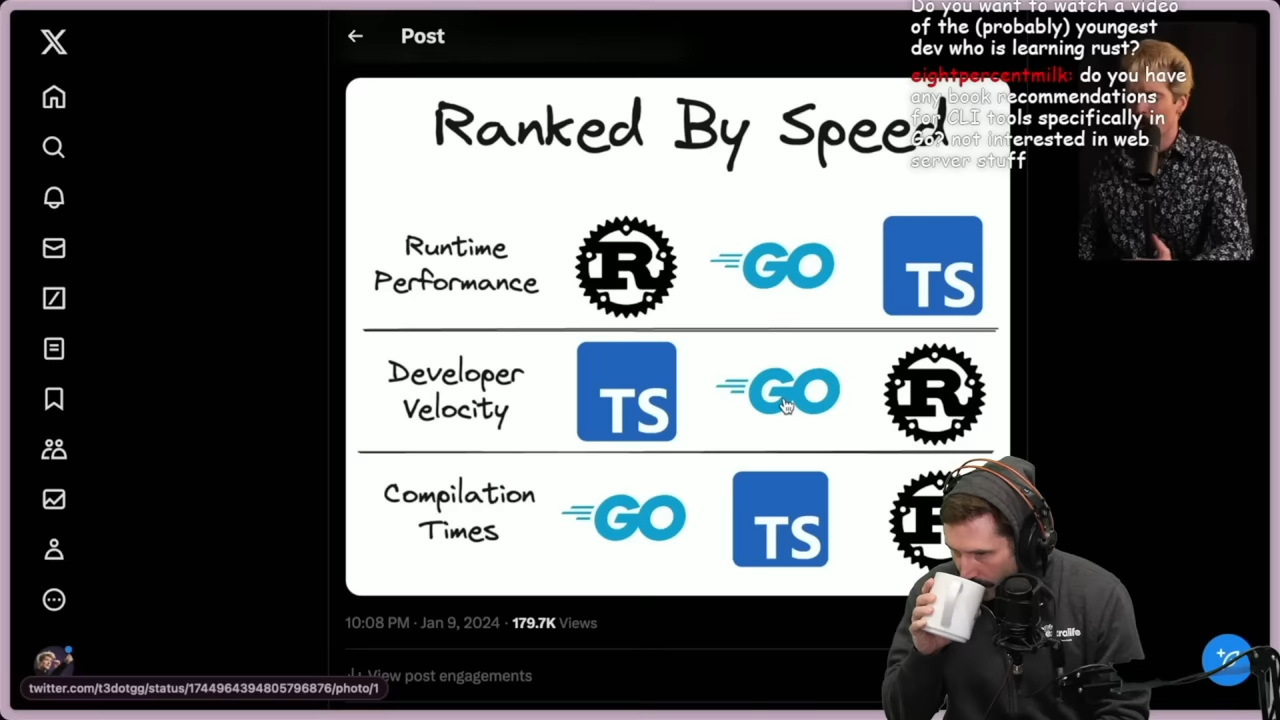 Do you want to watch a video
of the (probably) youngest
dev who is learning rust?
eightpercentmilk: do you have
any book recommendations
for CLI tools specifically in
Go? not interested in web
server stuff
Post
Ranked By Speed
Runtime
Performance
R
GO
TS
Developer
Velocity
TS
GO
R
Compilation
Times
GO
TS
R
10:08 PM · Jan 9, 2024 · 179.7K Views
View post engagements
twitter.com/t3dotgg/status/1744964394805796876/photo/1